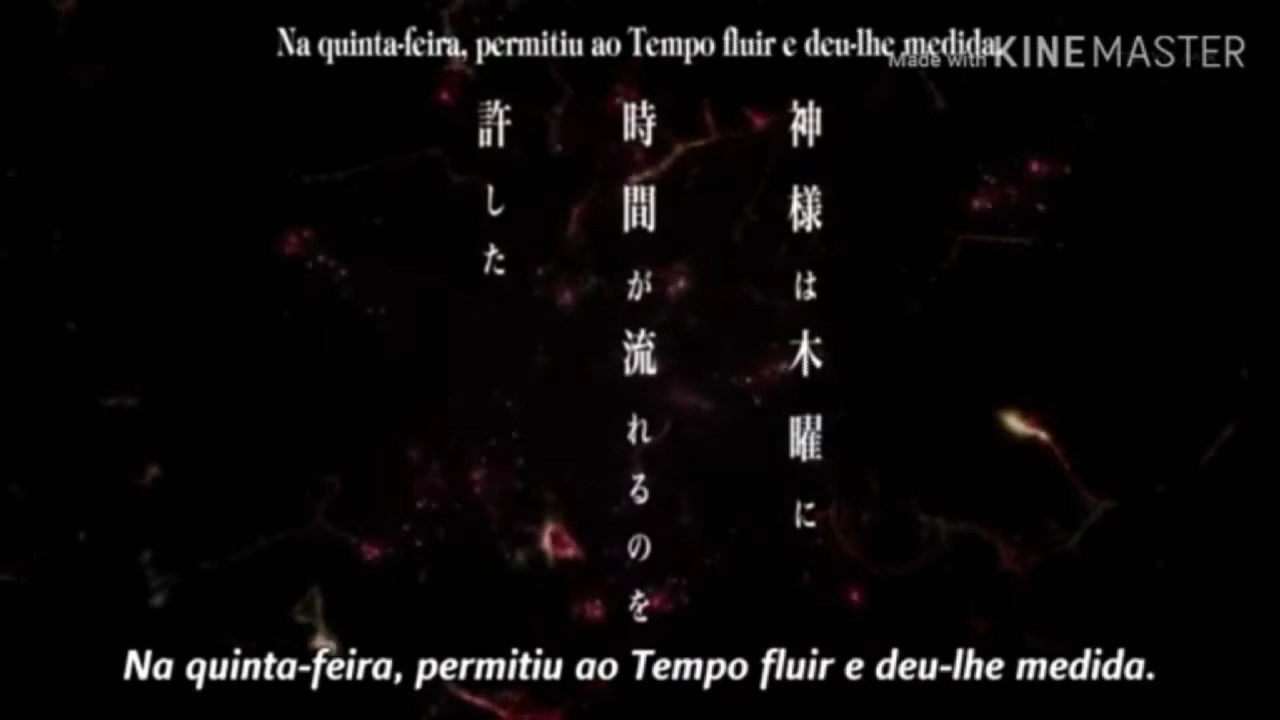 Na quinta-feira, permitiu ao Tempo fluir e deu-lhe medida.
Made with KINEMASTER
神様は木曜に
時間が流れるのを
許した
Na quinta-feira, permitiu ao Tempo fluir e deu-lhe medida.